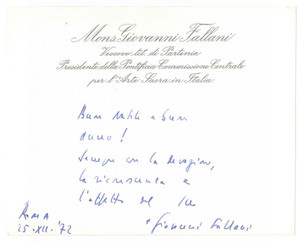 Mons. Giovanni Fallani
Vescovo tit. di Partenia
Presidente della Pontificia Commissione Centrale
per l'Arte Sacra in Italia
Buon Natale e buon
anno!
Sempre con la devozione,
la riconoscenza e
l'affetto del
+ Giovanni Fallani
Roma
25.XII.'72